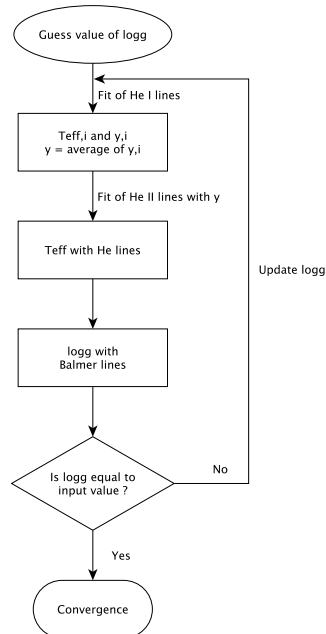 Guess value of logg
Fit of He I lines
Teff,i and y,i
y = average of y,i
Fit of He II lines with y
Teff with He lines
Update logg
logg with
Balmer lines
Is logg equal to
input value ?
No
Yes
Convergence